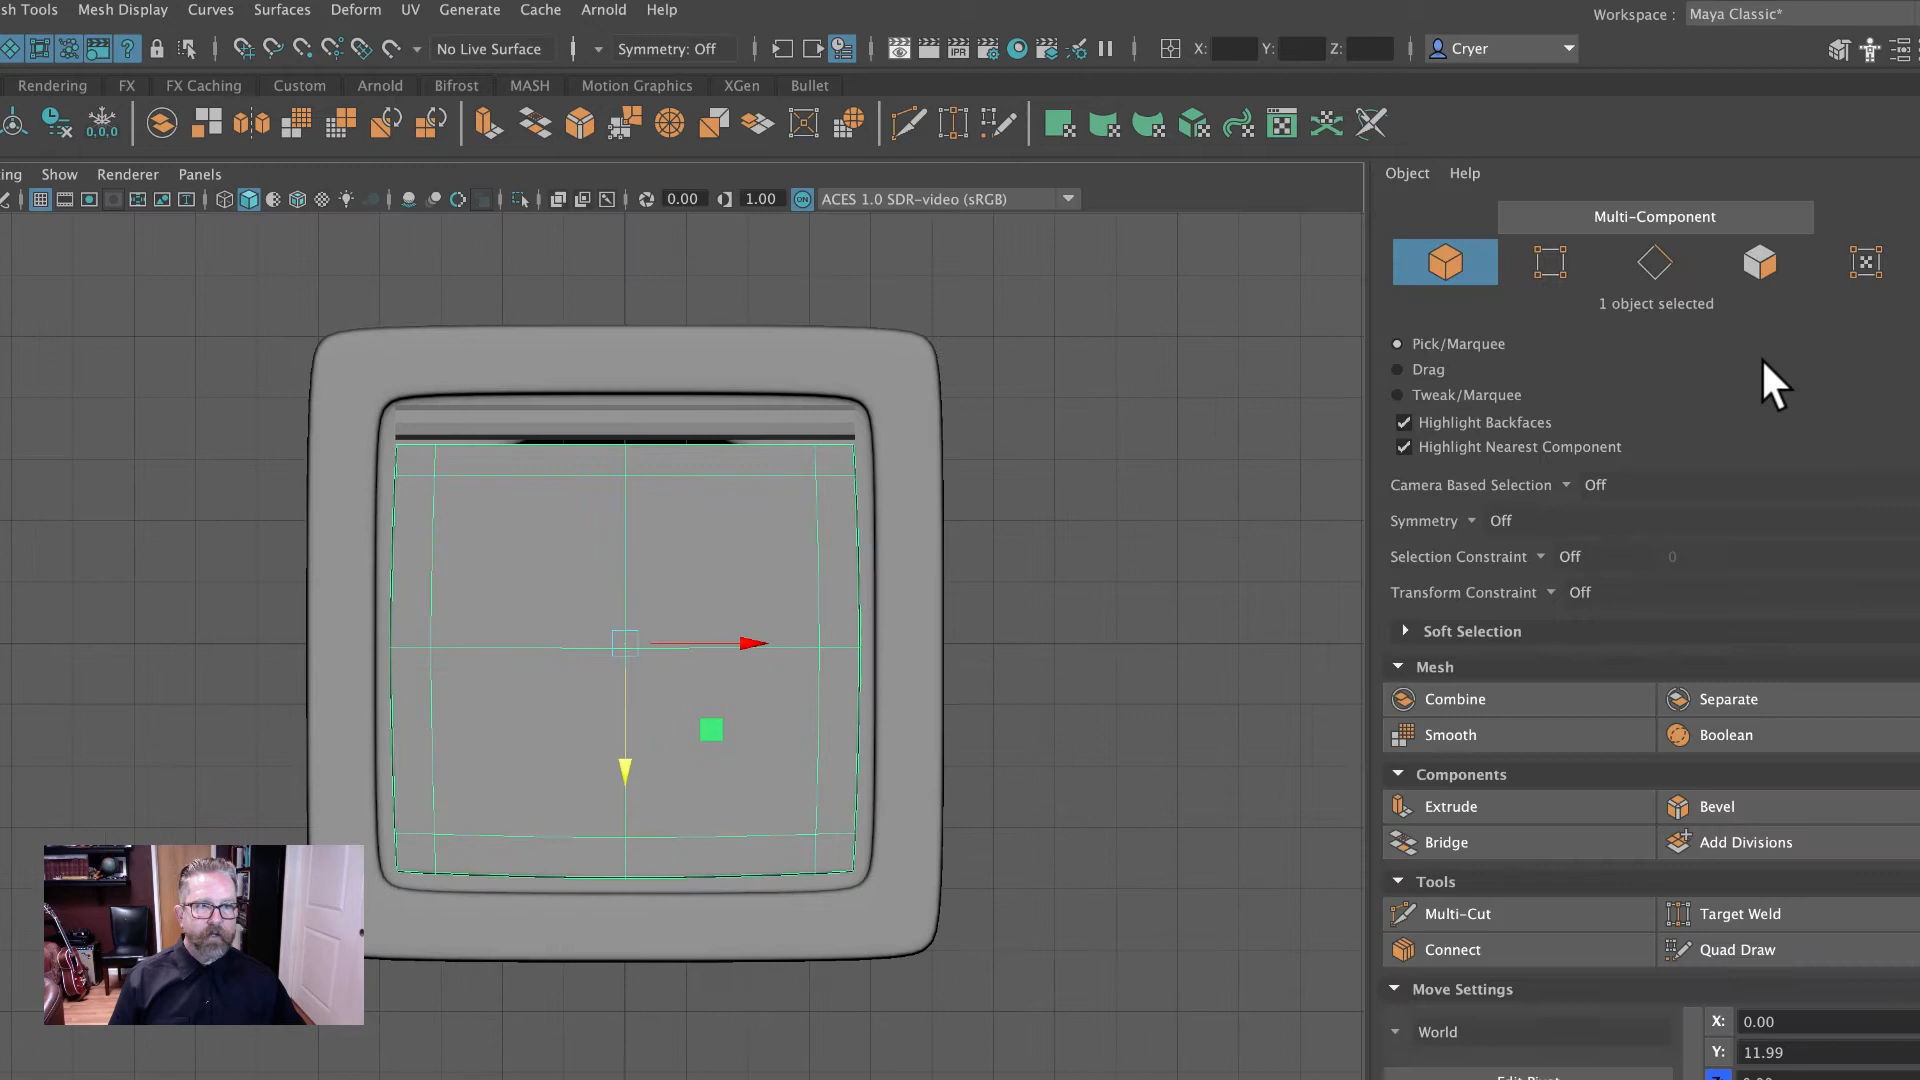 sh Tools Mesh Display Curves Surfaces Deform UV Generate Cache Arnold Help Workspace : Maya Classic*
No Live Surface Symmetry: Off X: Y: Z: Cryer
Rendering FX FX Caching Custom Arnold Bifrost MASH Motion Graphics XGen Bullet
0,0,0
ing Show Renderer Panels
0.00 1.00 ON ACES 1.0 SDR-video (sRGB)
Object Help
Multi-Component
1 object selected
Pick/Marquee
Drag
Tweak/Marquee
Highlight Backfaces
Highlight Nearest Component
Camera Based Selection Off
Symmetry Off
Selection Constraint Off 0
Transform Constraint Off
Soft Selection
Mesh
Combine Separate
Smooth Boolean
Components
Extrude Bevel
Bridge Add Divisions
Tools
Multi-Cut Target Weld
Connect Quad Draw
Move Settings
World X: 0.00
Y: 11.99